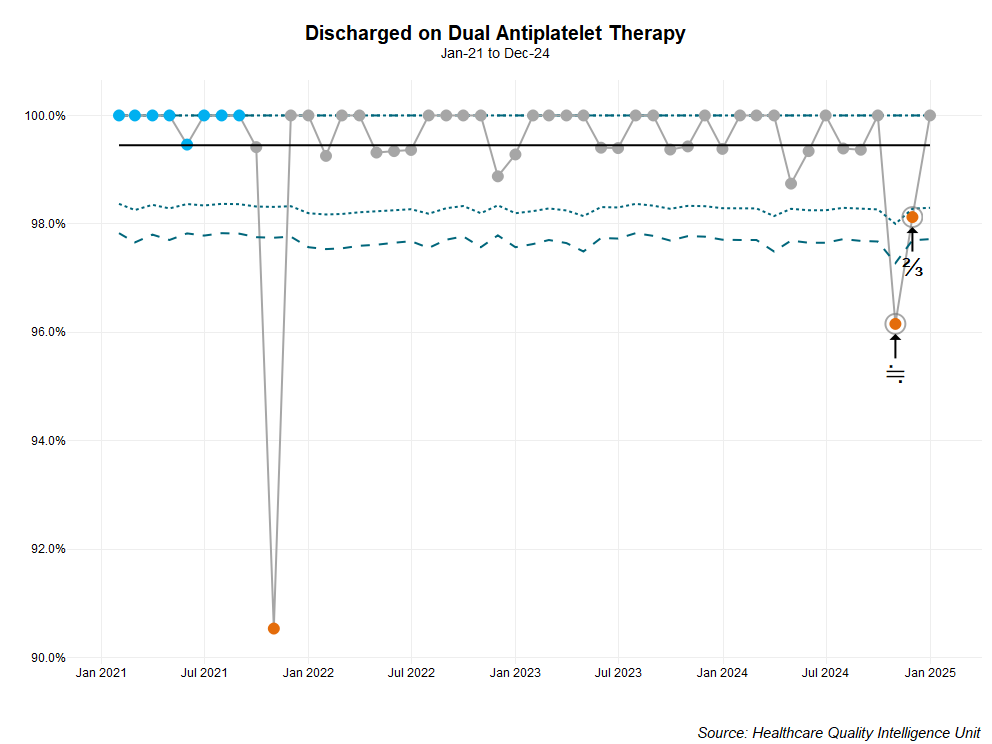 Discharged on Dual Antiplatelet Therapy
Jan-21 to Dec-24
100.0%
98.0%
96.0%
94.0%
92.0%
90.0%
⅔
≒
Jan 2021 Jul 2021 Jan 2022 Jul 2022 Jan 2023 Jul 2023 Jan 2024 Jul 2024 Jan 2025
Source: Healthcare Quality Intelligence Unit